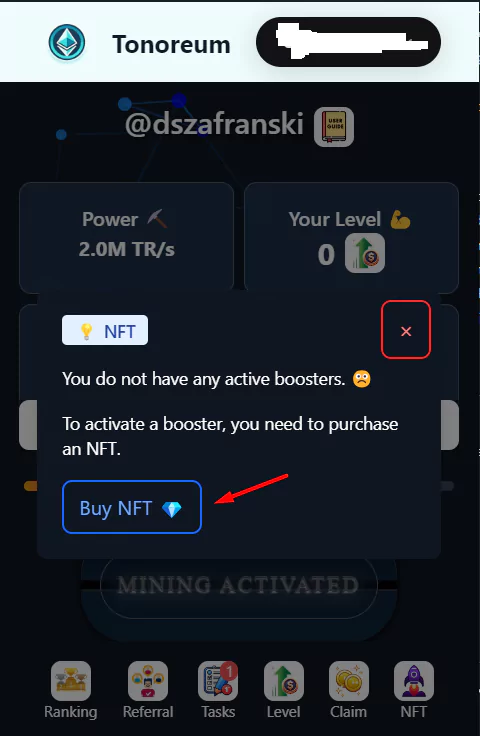 Tonoreum
@dszafranski
USER
GUIDE
Power
Your Level
2.0M TR/s
0
NFT
×
You do not have any active boosters.
To activate a booster, you need to purchase
an NFT.
Buy NFT
MINING ACTIVATED
1
Ranking
Referral
Tasks
Level
Claim
NFT